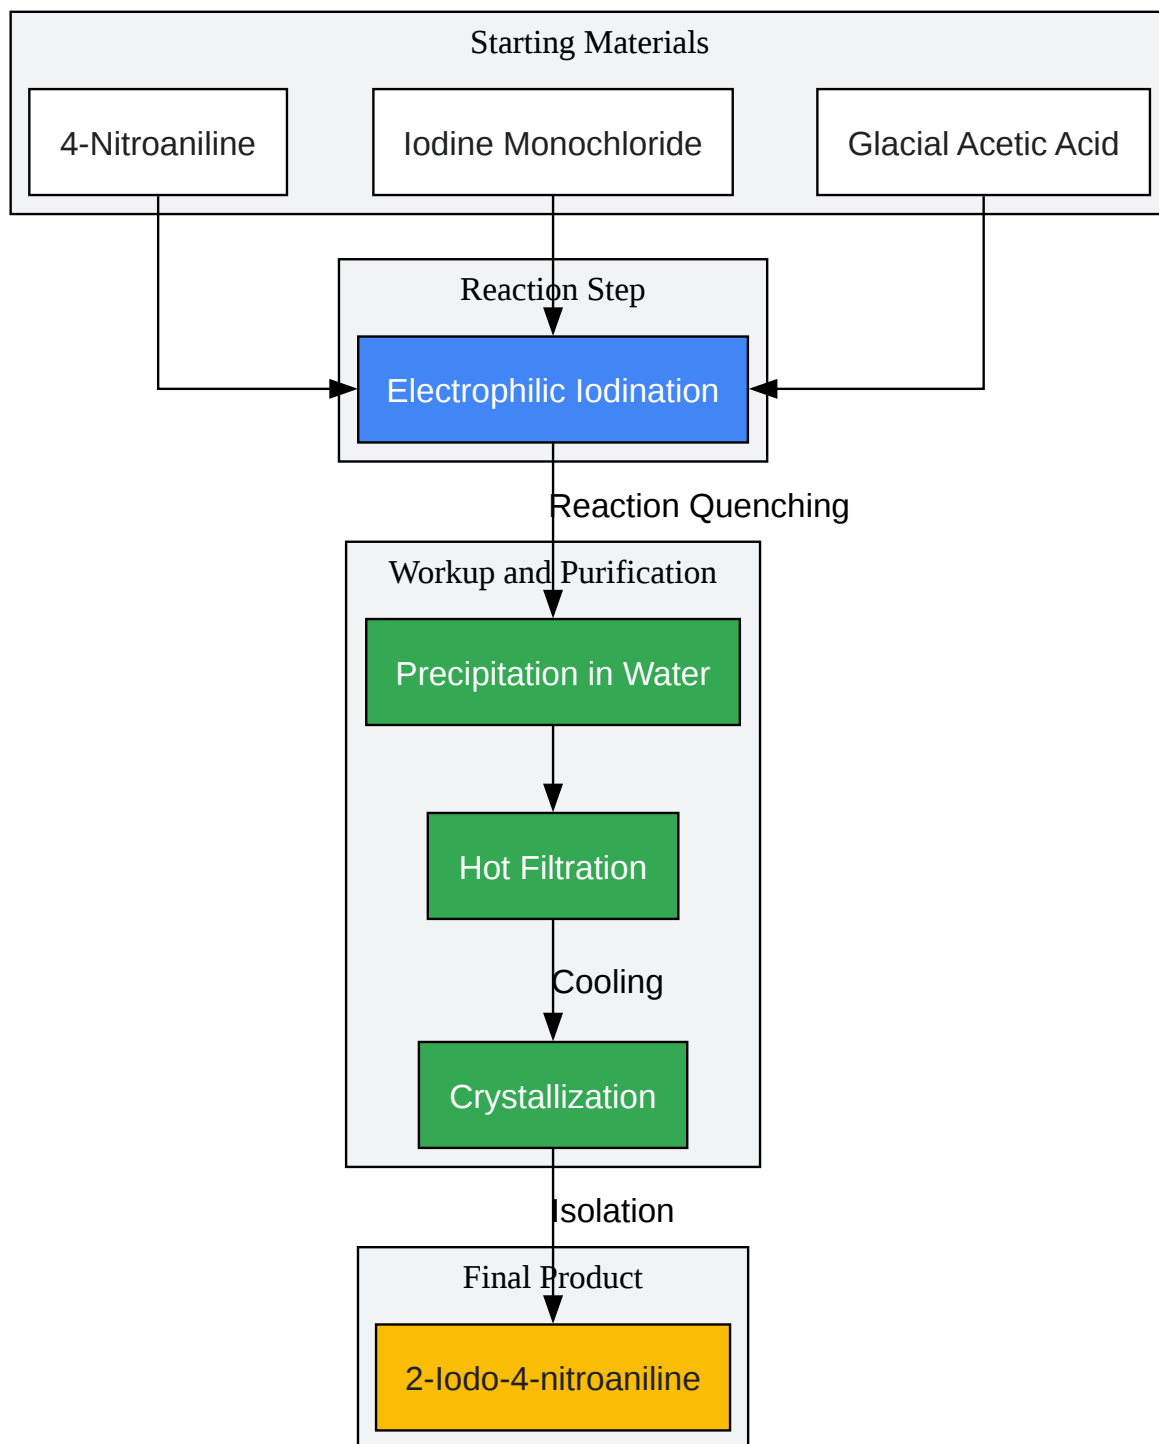 Starting Materials
4-Nitroaniline
Iodine Monochloride
Glacial Acetic Acid
Reaction Step
Electrophilic Iodination
Reaction Quenching
Workup and Purification
Precipitation in Water
Hot Filtration
Cooling
Crystallization
Isolation
Final Product
2-Iodo-4-nitroaniline